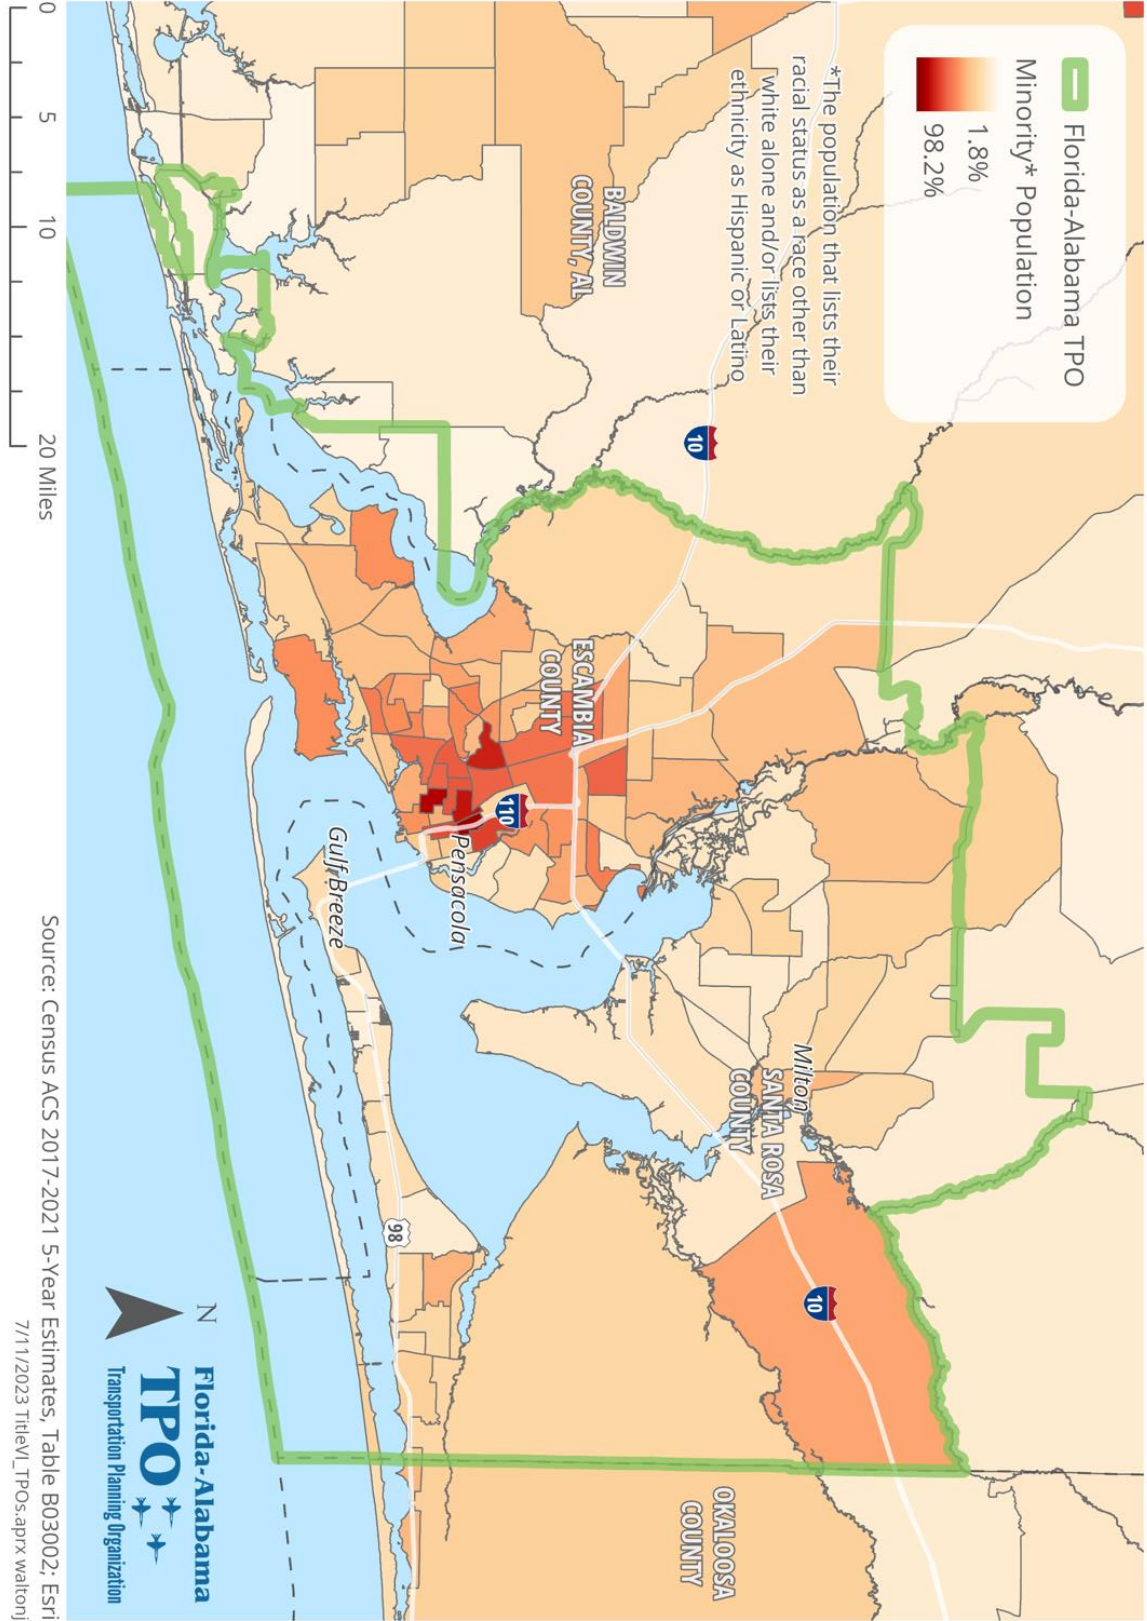 Florida-Alabama TPO
Minority* Population
1.8%
98.2%
*The population that lists their
racial status as a race other than
white alone and/or lists their
ethnicity as Hispanic or Latino
BALDWIN
COUNTY, AL
10
ESCAMBIA
COUNTY
110
Pensacola
Gulf Breeze
Milton
SANTA ROSA
COUNTY
10
98
OKALOOSA
COUNTY
N
Florida-Alabama
TPO
Transportation Planning Organization
0 5 10 20 Miles
Source: Census ACS 2017-2021 5-Year Estimates, Table B03002; Esri
7/11/2023 TitleVI_TPOs.aprx waltonj